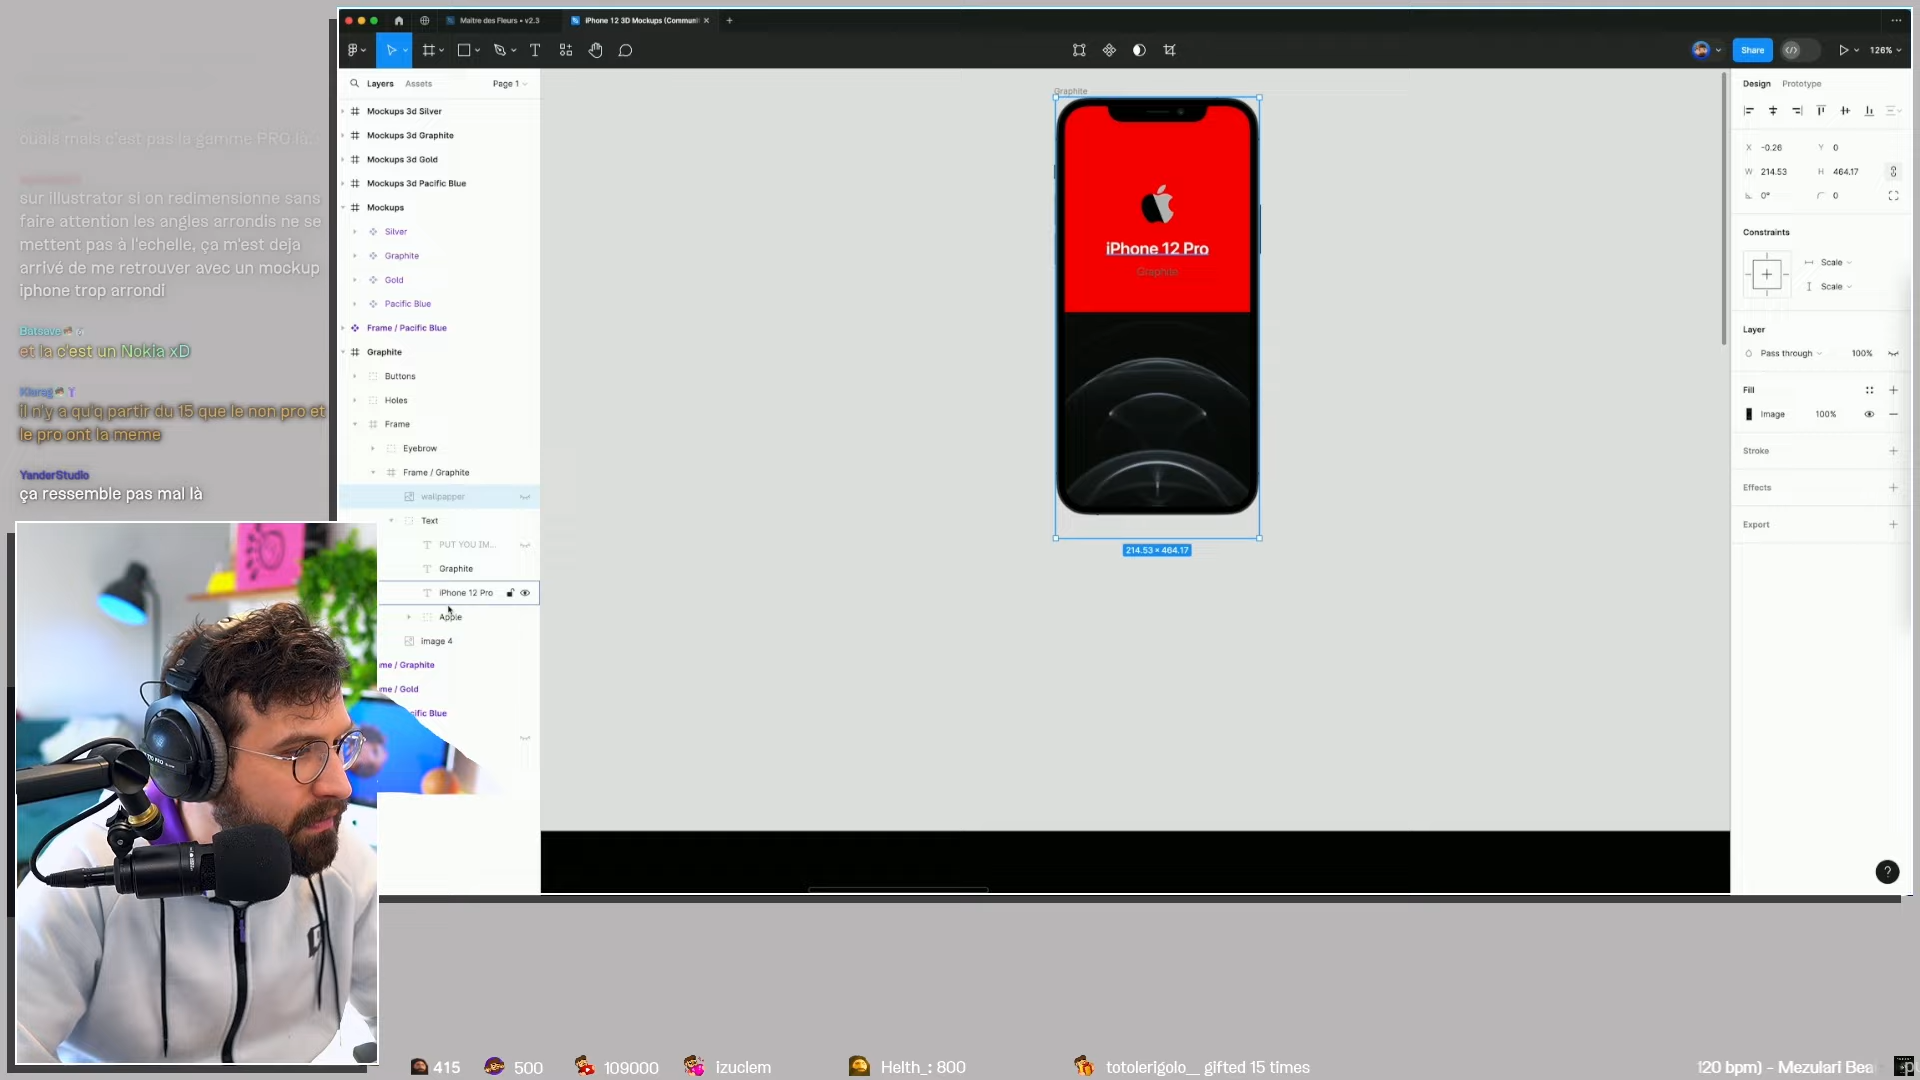 Maître des Fleurs • v2.3
iPhone 12 3D Mockups (Communi
Share
126%
Layers
Assets
Page 1
Design
Prototype
Mockups 3d Silver
Mockups 3d Graphite
Mockups 3d Gold
Mockups 3d Pacific Blue
Mockups
Silver
Graphite
Gold
Pacific Blue
Frame / Pacific Blue
Graphite
Buttons
Holes
Frame
Eyebrow
Frame / Graphite
wallpapper
Text
PUT YOU IM...
Graphite
iPhone 12 Pro
Apple
image 4
me / Graphite
me / Gold
cific Blue
Graphite
iPhone 12 Pro
Graphite
214.53 × 464.17
X -0.26
Y 0
W 214.53
H 464.17
0°
0
Constraints
Scale
Scale
Layer
Pass through
100%
Fill
Image
100%
Stroke
Effects
Export
?
ouais mais c'est pas la gamme PRO là..
sur illustrator si on redimensionne sans
faire attention les angles arrondis ne se
mettent pas à l'echelle, ça m'est deja
arrivé de me retrouver avec un mockup
iphone trop arrondi
et la c'est un Nokia xD
il n'y a qu'q partir du 15 que le non pro et
le pro ont la meme
YanderStudio
ça ressemble pas mal là
415
500
109000
izuclem
Helth_: 800
totolerigolo__ gifted 15 times
120 bpm) - Mezulari Bea